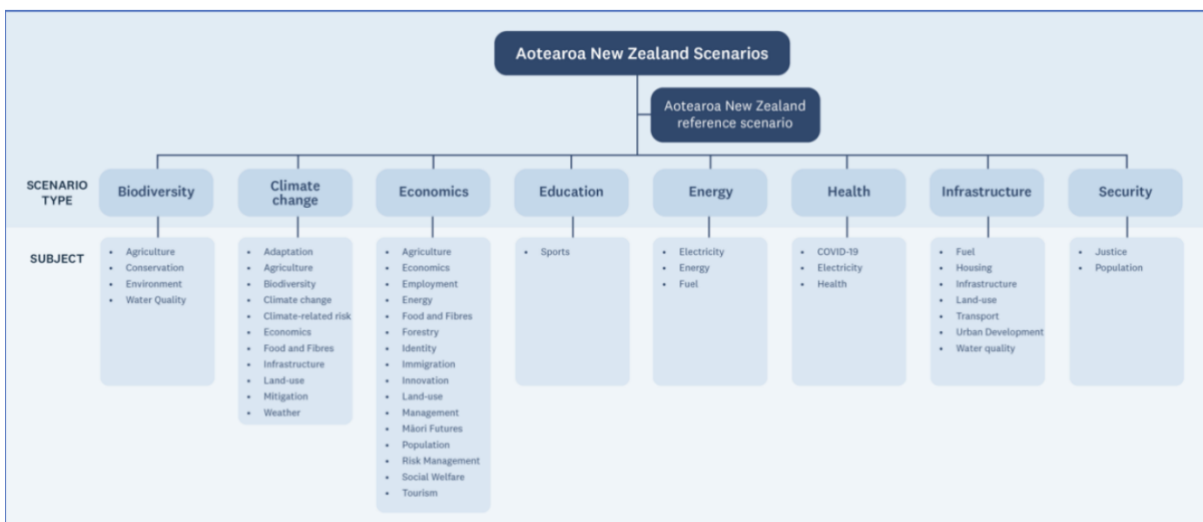 Aotearoa New Zealand Scenarios
Aotearoa New Zealand
reference scenario
SCENARIO
TYPE
Biodiversity
Climate
change
Economics
Education
Energy
Health
Infrastructure
Security
SUBJECT
• Agriculture
• Conservation
• Environment
• Water Quality
• Adaptation
• Agriculture
• Biodiversity
• Climate change
• Climate-related risk
• Economics
• Food and Fibres
• Infrastructure
• Land-use
• Mitigation
• Weather
• Agriculture
• Economics
• Employment
• Energy
• Food and Fibres
• Forestry
• Identity
• Immigration
• Innovation
• Land-use
• Management
• Māori Futures
• Population
• Risk Management
• Social Welfare
• Tourism
• Sports
• Electricity
• Energy
• Fuel
• COVID-19
• Electricity
• Health
• Fuel
• Housing
• Infrastructure
• Land-use
• Transport
• Urban Development
• Water quality
• Justice
• Population